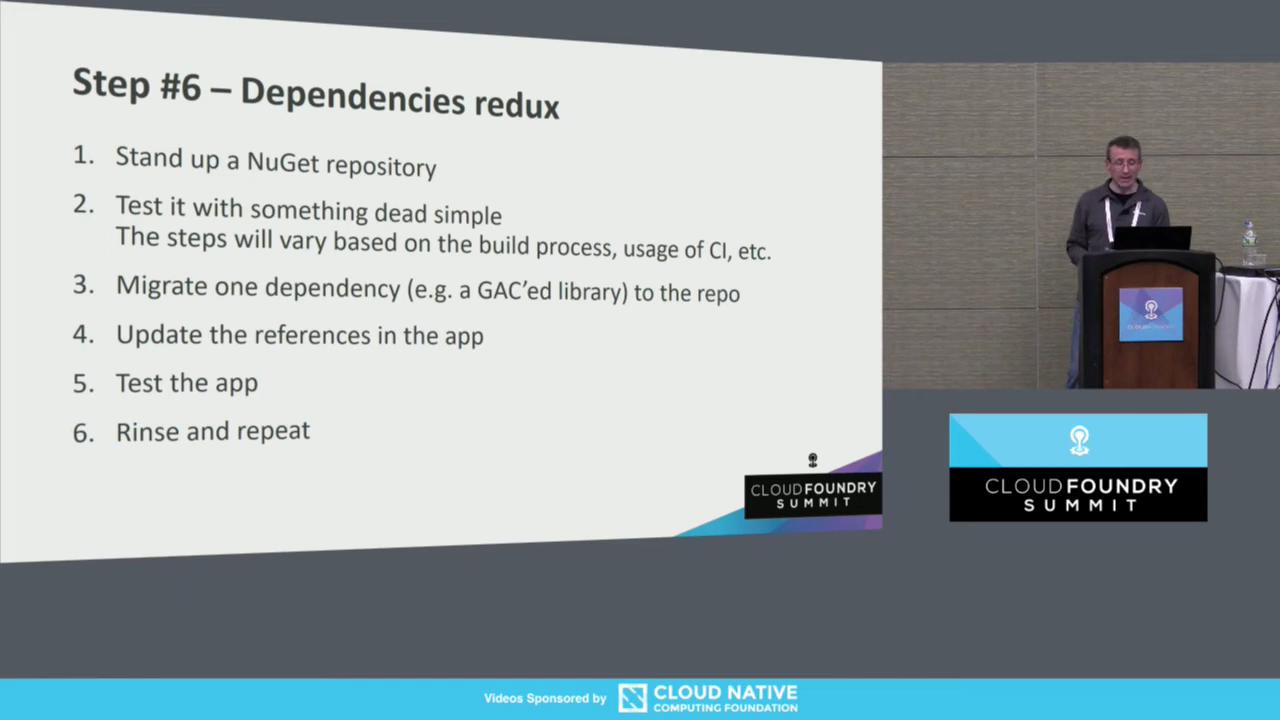 Step #6 – Dependencies redux
1. Stand up a NuGet repository
2. Test it with something dead simple
The steps will vary based on the build process, usage of CI, etc.
3. Migrate one dependency (e.g. a GAC’ed library) to the repo
4. Update the references in the app
5. Test the app
6. Rinse and repeat
CLOUDFOUNDRY
SUMMIT
CLOUDFOUNDRY
CLOUDFOUNDRY
SUMMIT
Videos Sponsored by
CLOUD NATIVE
COMPUTING FOUNDATION